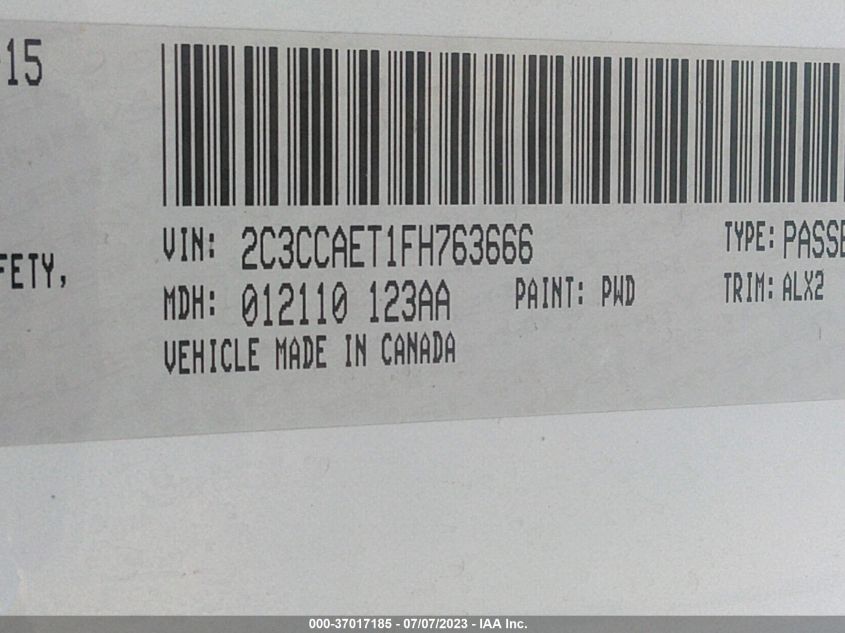 15
VIN: 2C3CCAET1FH763666 TYPE: PASSE
FETY, MDH: 012110 123AA PAINT: PWD TRIM: ALX2
VEHICLE MADE IN CANADA
000-37017185 - 07/07/2023 - IAA Inc.